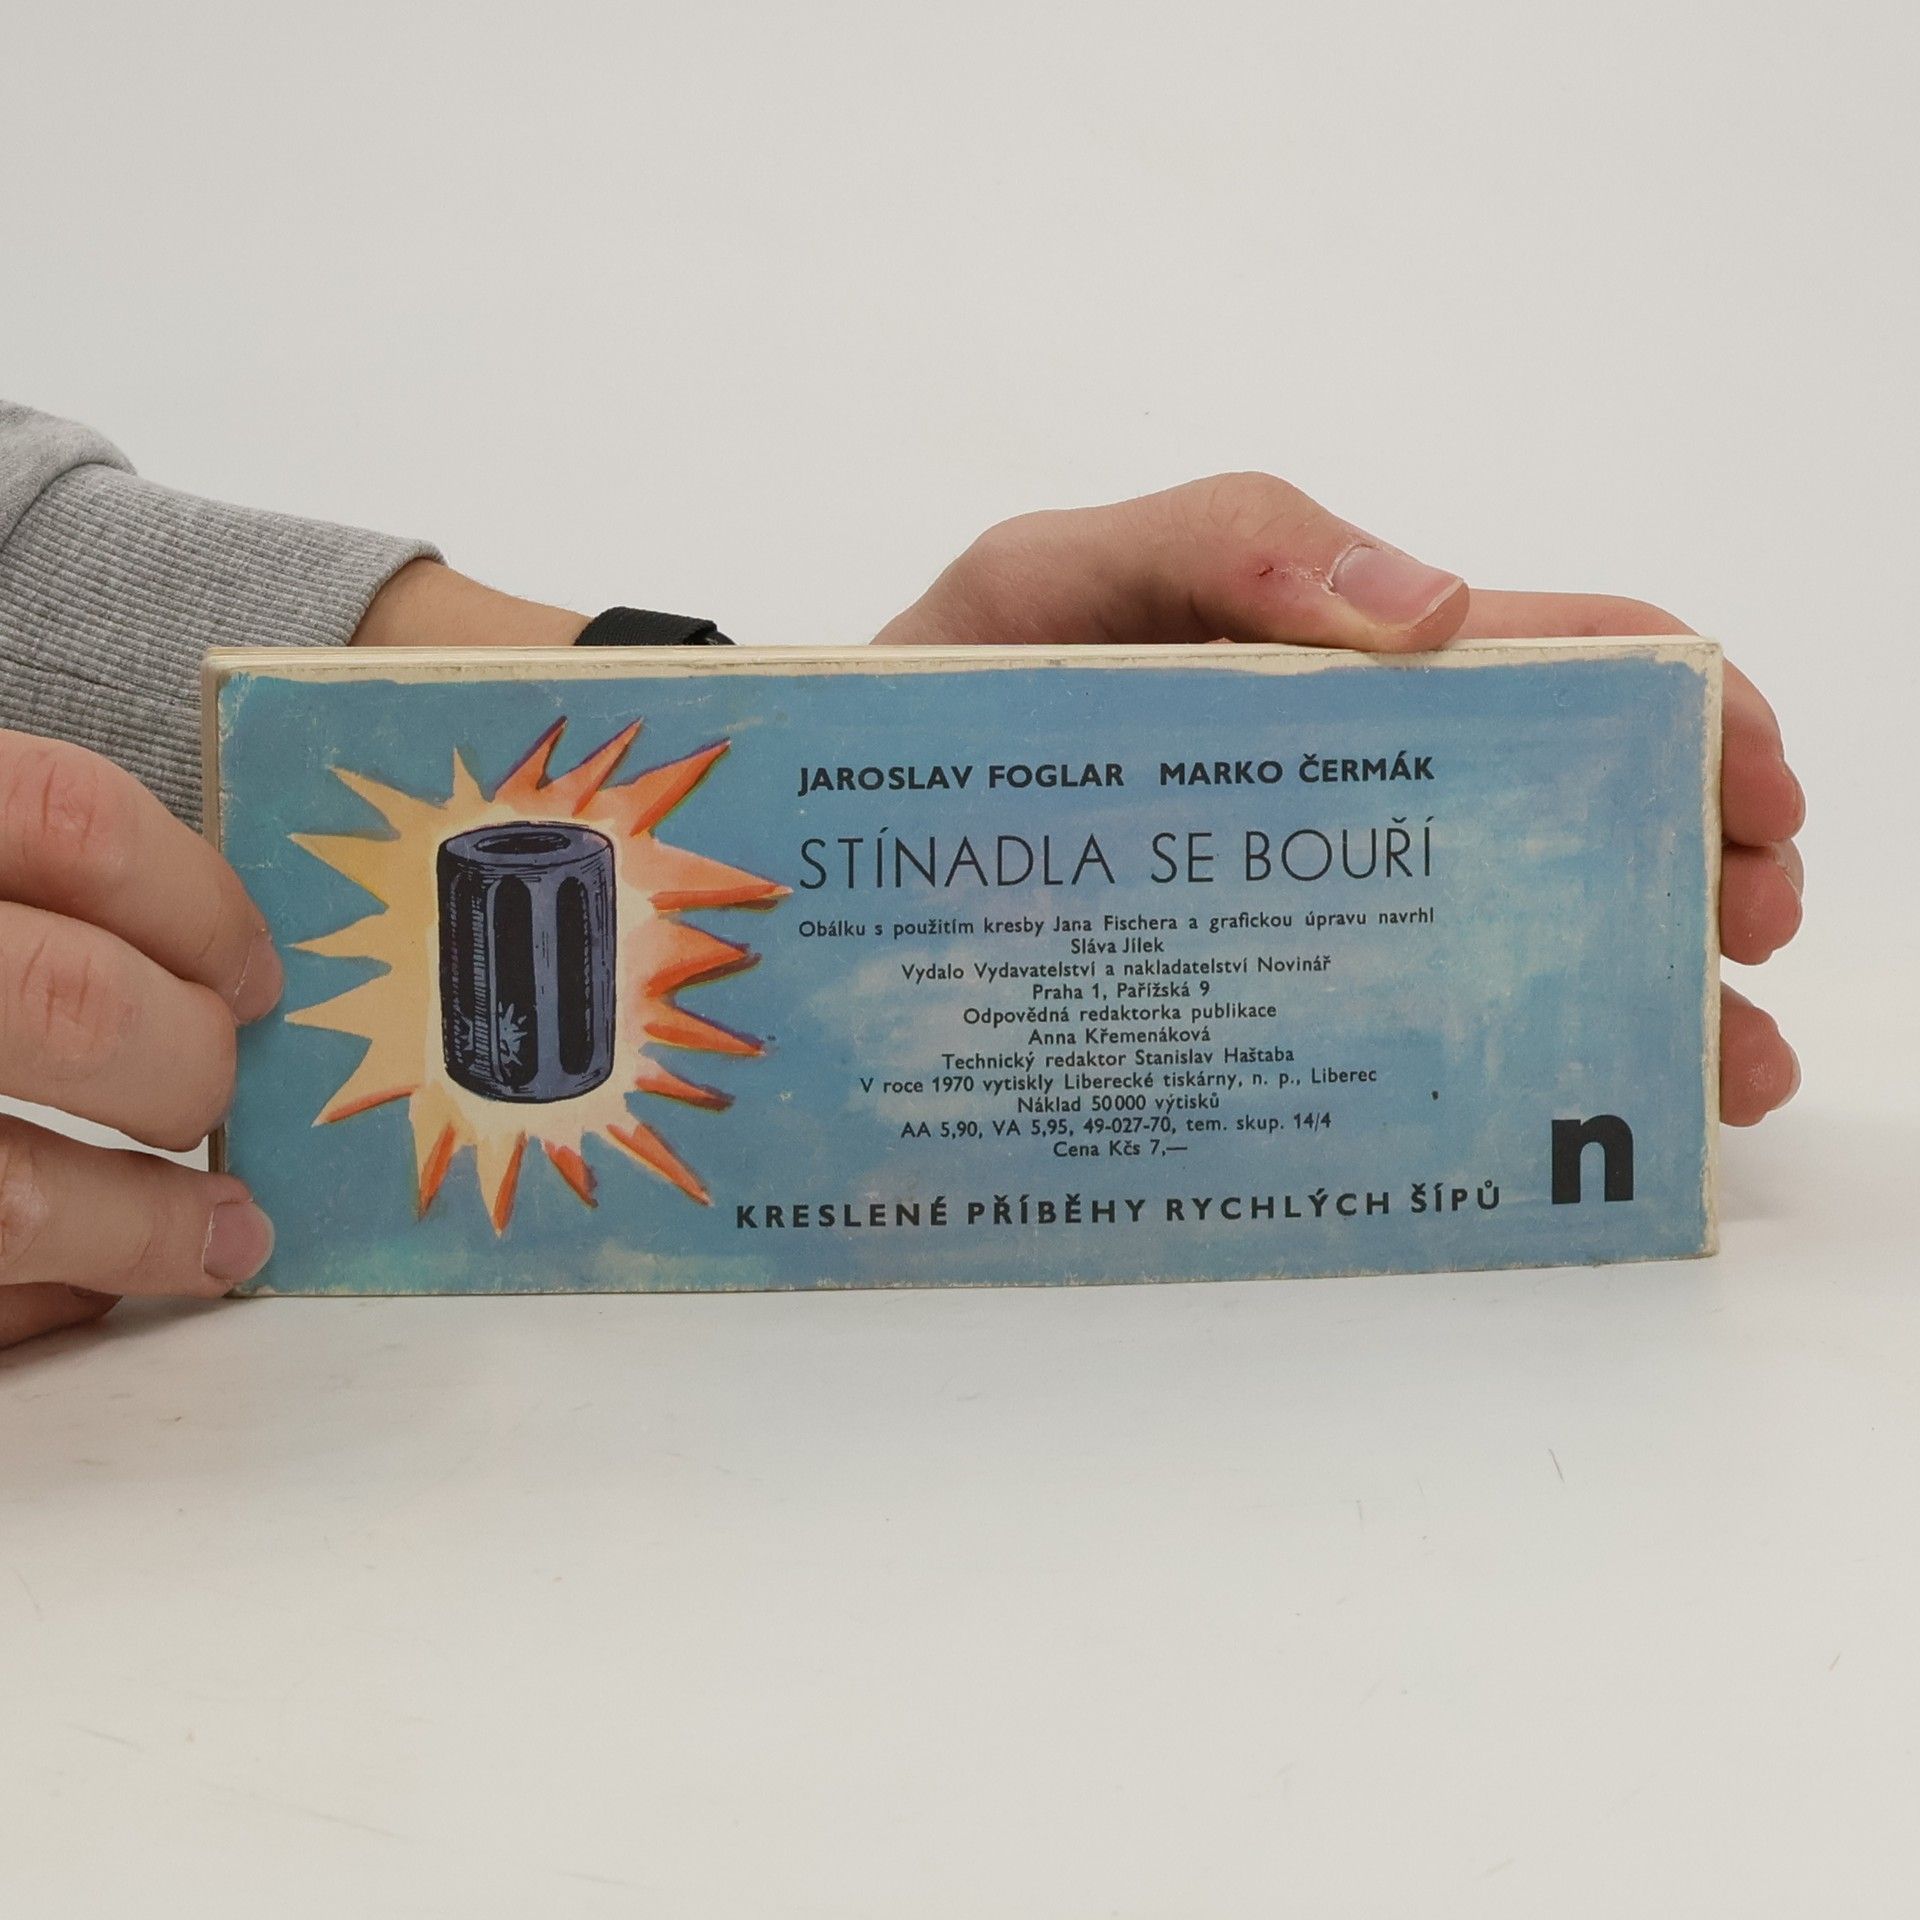 JAROSLAV FOGLAR MARKO ČERMÁK
STÍNADLA SE BOUŘÍ
Obálku s použitím kresby Jana Fischera a grafickou úpravu navrhl
Sláva Jílek
Vydalo Vydavatelství a nakladatelství Novinář
Praha 1, Pařížská 9
Odpovědná redaktorka publikace
Anna Křemenáková
Technický redaktor Stanislav Haštaba
V roce 1970 vytiskly Liberecké tiskárny, n. p., Liberec
Náklad 50 000 výtisků
AA 5,90, VA 5,95, 49-027-70, tem. skup. 14/4
Cena Kčs 7,—
KRESLENÉ PŘÍBĚHY RYCHLÝCH ŠÍPŮ
n